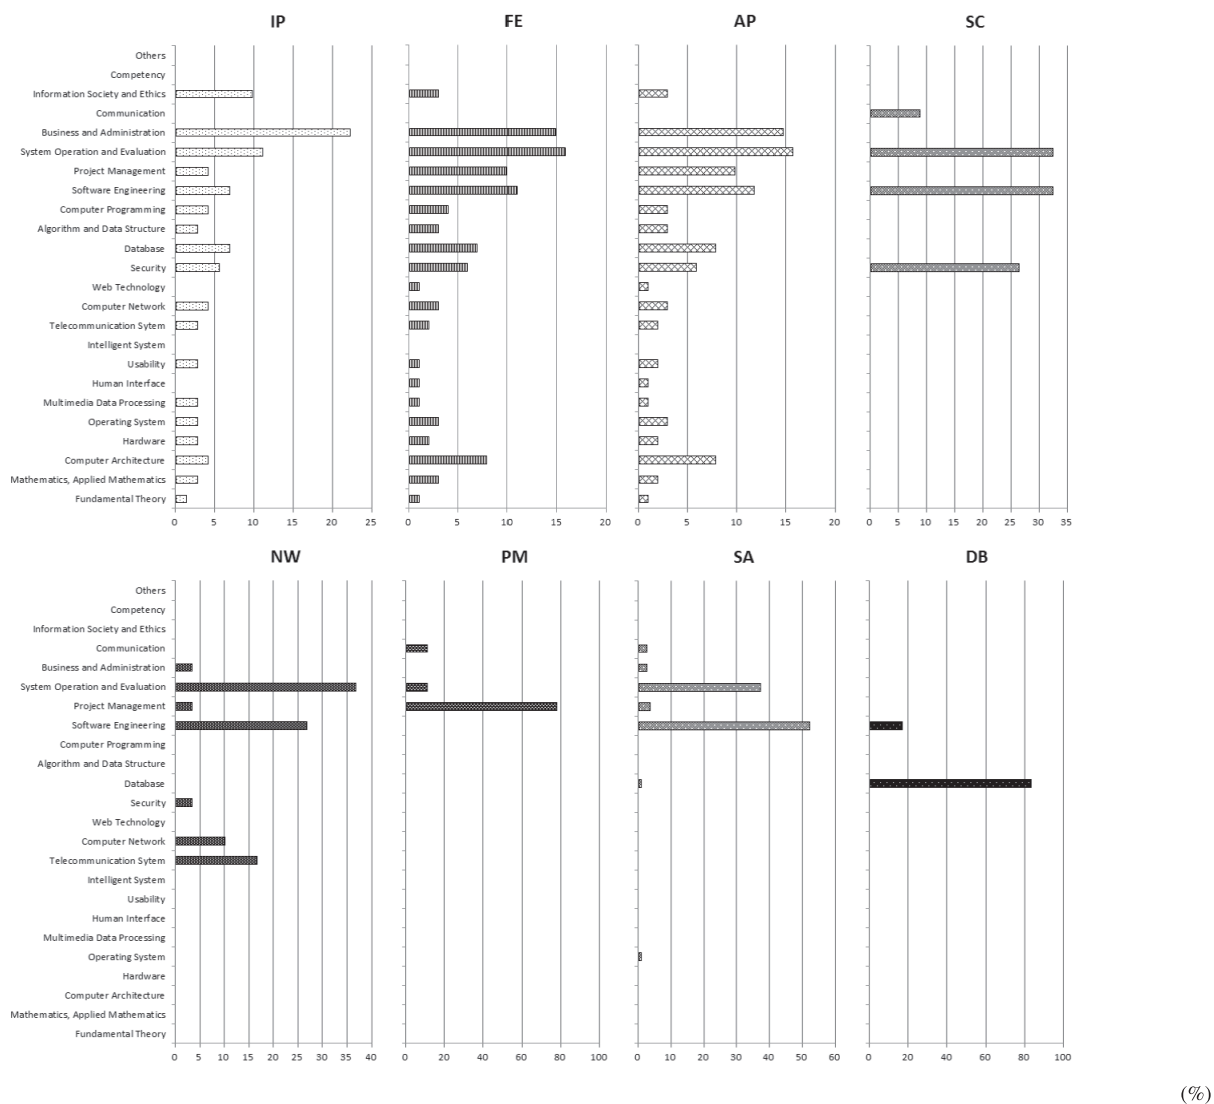 IP FE AP SC
Others
Competency
Information Society and Ethics
Communication
Business and Administration
System Operation and Evaluation
Project Management
Software Engineering
Computer Programming
Algorithm and Data Structure
Database
Security
Web Technology
Computer Network
Telecommunication Sytem
Intelligent System
Usability
Human Interface
Multimedia Data Processing
Operating System
Hardware
Computer Architecture
Mathematics, Applied Mathematics
Fundamental Theory
0 5 10 15 20 25 0 5 10 15 20 0 5 10 15 20 0 5 10 15 20 25 30 35
NW PM SA DB
Others
Competency
Information Society and Ethics
Communication
Business and Administration
System Operation and Evaluation
Project Management
Software Engineering
Computer Programming
Algorithm and Data Structure
Database
Security
Web Technology
Computer Network
Telecommunication Sytem
Intelligent System
Usability
Human Interface
Multimedia Data Processing
Operating System
Hardware
Computer Architecture
Mathematics, Applied Mathematics
Fundamental Theory
0 5 10 15 20 25 30 35 40 0 20 40 60 80 100 0 10 20 30 40 50 60 0 20 40 60 80 100
(%)